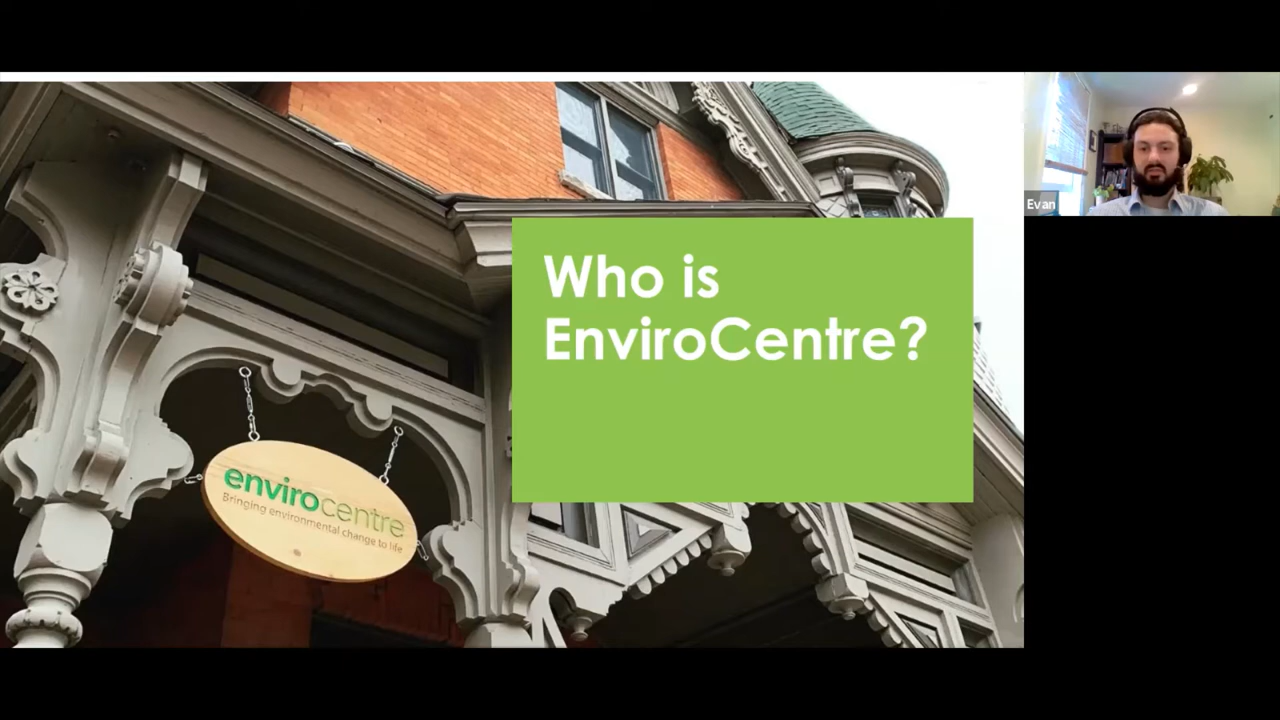 Who is
EnviroCentre?
Evan
envirocentre
Bringing environmental change to life